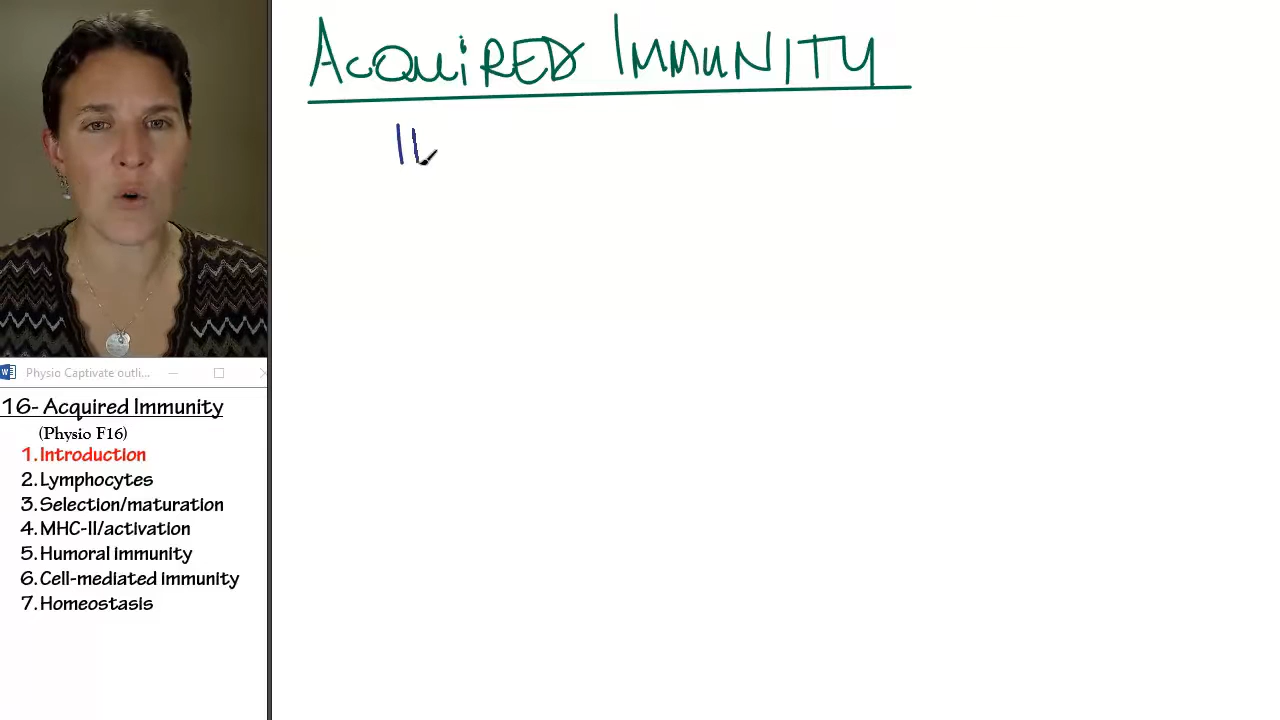 ACQUIRED IMMUNITY
Physio Captivate outli...
16- Acquired Immunity
(Physio F16)
1. Introduction
2. Lymphocytes
3. Selection/maturation
4. MHC-II/activation
5. Humoral immunity
6. Cell-mediated immunity
7. Homeostasis